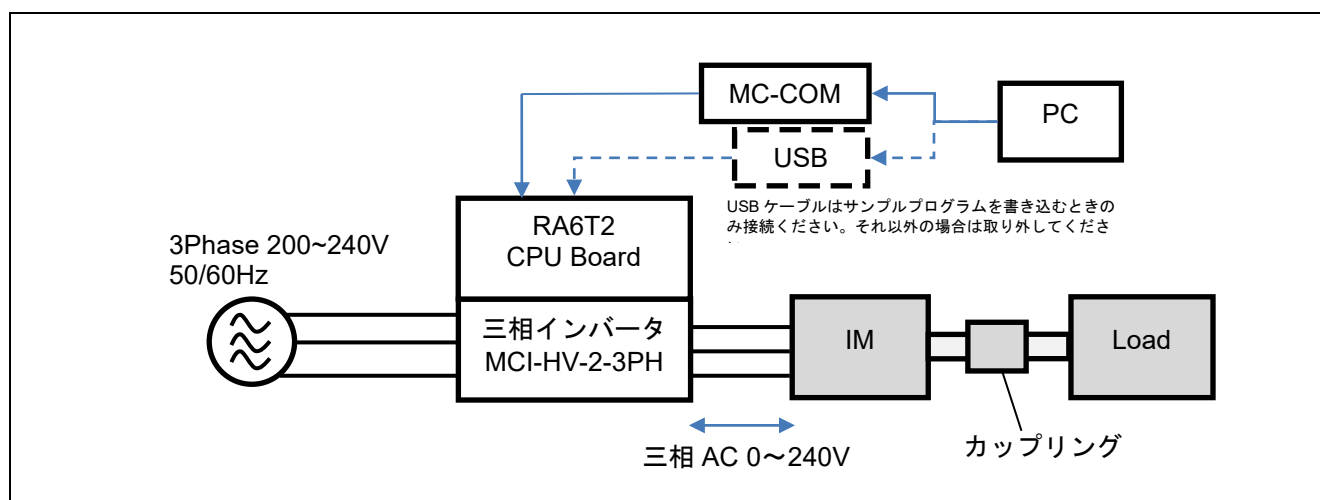 MC-COM
PC
USB
USB ケーブルはサンプルプログラムを書き込むときの
み接続ください。それ以外の場合は取り外してくださ
RA6T2
CPU Board
3Phase 200~240V
50/60Hz
三相インバータ
MCI-HV-2-3PH
IM
Load
三相 AC 0～240V
カップリング